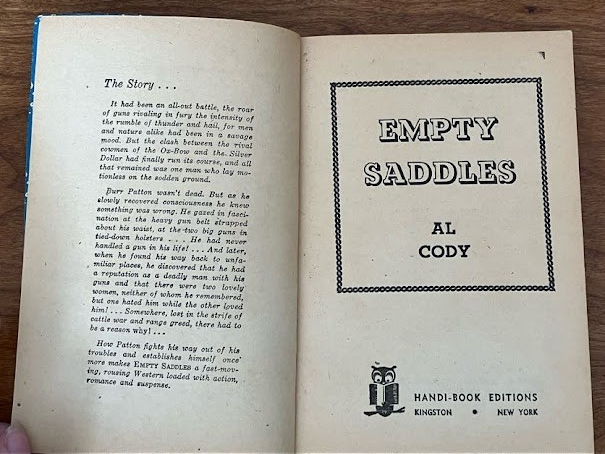 The Story . . .
It had been an all-out battle, the roar
of guns rivaling in fury the intensity of
the rumble of thunder and hail, for men
and nature alike had been in a savage
mood. But the clash between the rival
cowmen of the Ox-Bow and the Silver
Dollar had finally run its course, and all
that remained was one man who lay mo-
tionless on the sodden ground.
Burr Patton wasn't dead. But as he
slowly recovered consciousness he knew
something was wrong. He gazed in fasci-
nation at the heavy gun belt strapped
about his waist, at the two big guns in
tied-down holsters . . . He had never
handled a gun in his life! . . . And later,
when he found his way back to unfa-
miliar places, he discovered that he had
a reputation as a deadly man with his
guns and that there were two lovely
women, neither of whom he remembered,
but one hated him while the other loved
him! . . . Somewhere, lost in the strife of
cattle war and range greed, there had to
be a reason why! . . .
How Patton fights his way out of his
troubles and establishes himself once
more makes EMPTY SADDLES a fast-mov-
ing, rousing Western loaded with action,
romance and suspense.
EMPTY
SADDLES
AL
CODY
HANDI-BOOK EDITIONS
KINGSTON • NEW YORK